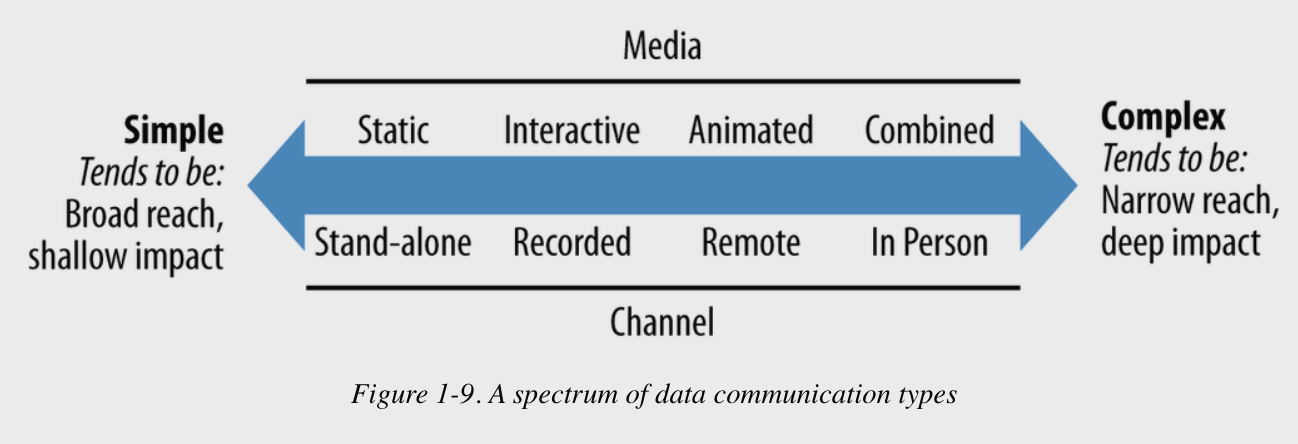 Media
Simple
Tends to be:
Broad reach,
shallow impact
Static Interactive Animated Combined
Stand-alone Recorded Remote In Person
Complex
Tends to be:
Narrow reach,
deep impact
Channel
Figure 1-9. A spectrum of data communication types